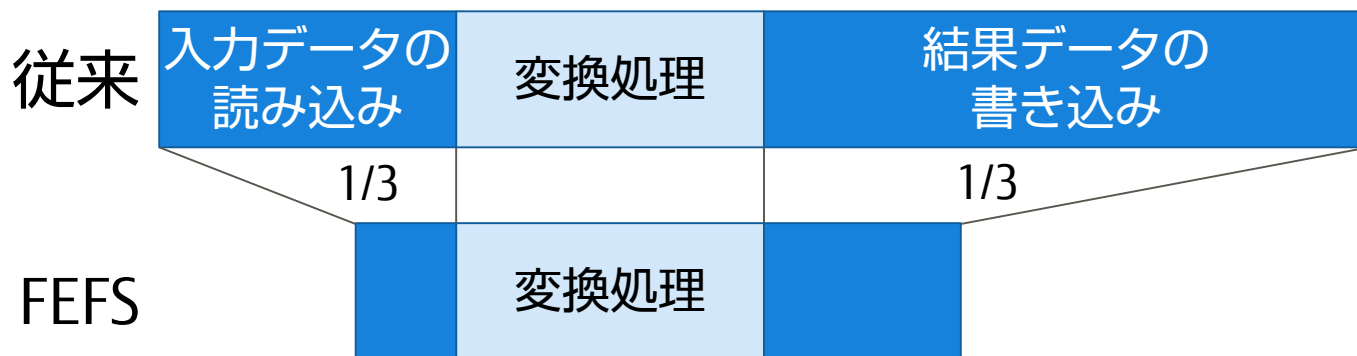 従来
入力データの
読み込み
変換処理
結果データの
書き込み
1/3
1/3
FEFS
変換処理